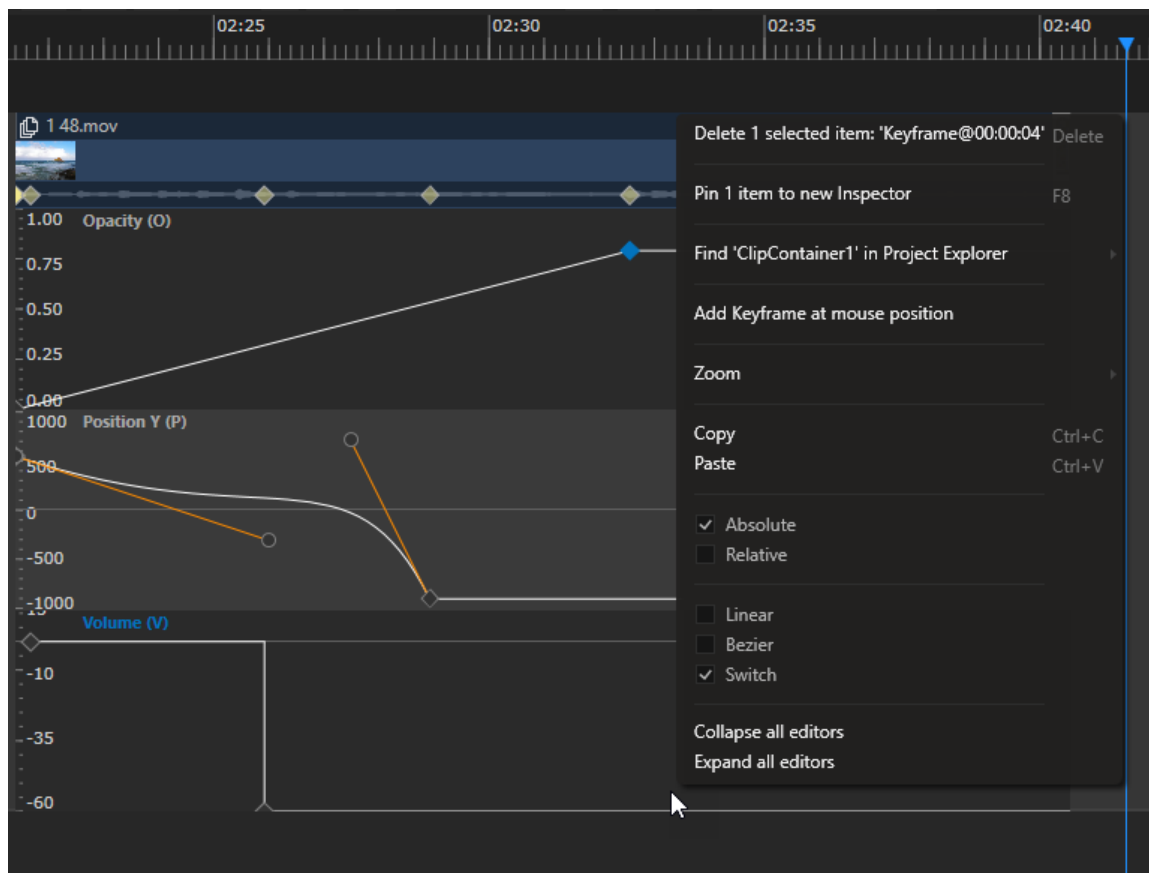 02:25 02:30 02:35 02:40
1 48.mov
1.00 Opacity (O)
0.75
0.50
0.25
0.00
1000 Position Y (P)
500
0
-500
-1000
Volume (V)
-10
-35
-60
Delete 1 selected item: 'Keyframe@00:00:04' Delete
Pin 1 item to new Inspector F8
Find 'ClipContainer1' in Project Explorer
Add Keyframe at mouse position
Zoom
Copy Ctrl+C
Paste Ctrl+V
Absolute
Relative
Linear
Bezier
Switch
Collapse all editors
Expand all editors